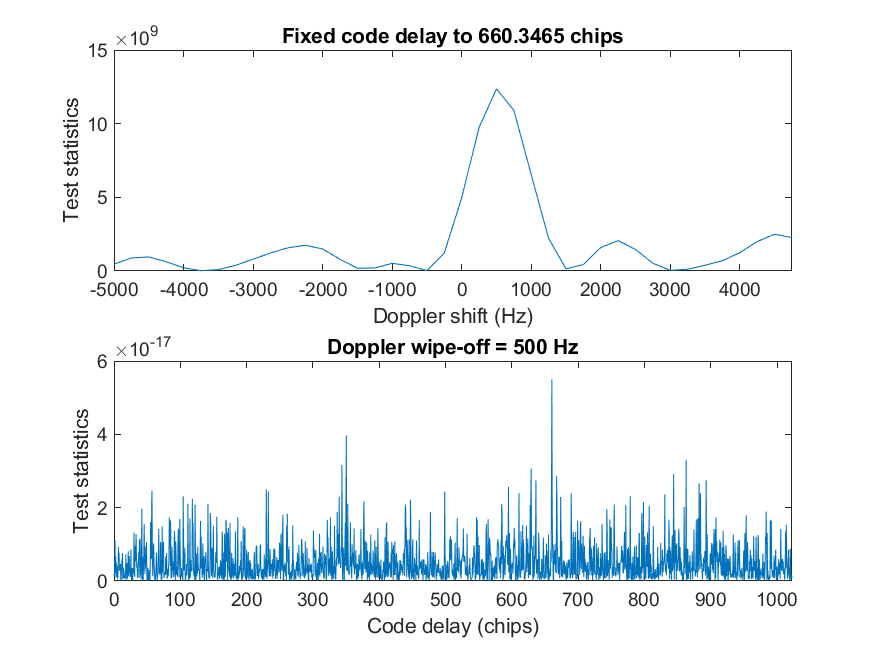 Fixed code delay to 660.3465 chips
×10^9
15
10
5
0
Test statistics
-5000 -4000 -3000 -2000 -1000 0 1000 2000 3000 4000
Doppler shift (Hz)
Doppler wipe-off = 500 Hz
×10^-17
6
4
2
0
Test statistics
0 100 200 300 400 500 600 700 800 900 1000
Code delay (chips)